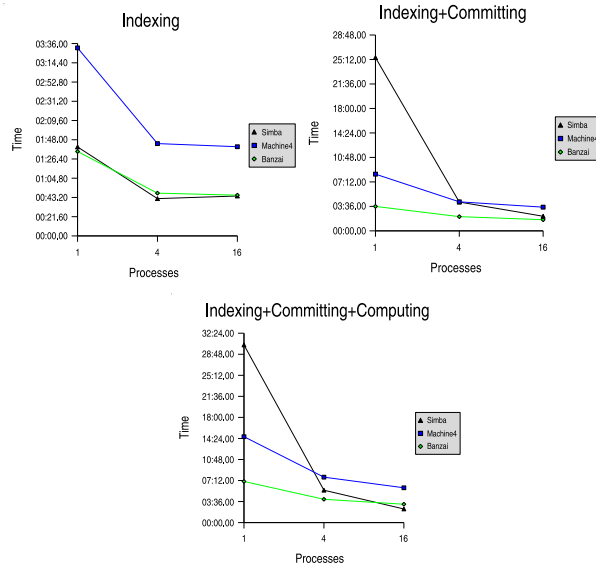 Indexing
03:36,00
03:14,40
02:52,80
02:31,20
02:09,60
01:48,00
01:26,40
01:04,80
00:43,20
00:21,60
00:00,00
Time
1
4
16
Processes
Simba
Machine4
Banzai
Indexing+Committing
28:48,00
25:12,00
21:36,00
18:00,00
14:24,00
10:48,00
07:12,00
03:36,00
00:00,00
Time
1
4
16
Processes
Simba
Machine4
Banzai
Indexing+Committing+Computing
32:24,00
28:48,00
25:12,00
21:36,00
18:00,00
14:24,00
10:48,00
07:12,00
03:36,00
00:00,00
Time
1
4
16
Processes
Simba
Machine4
Banzai